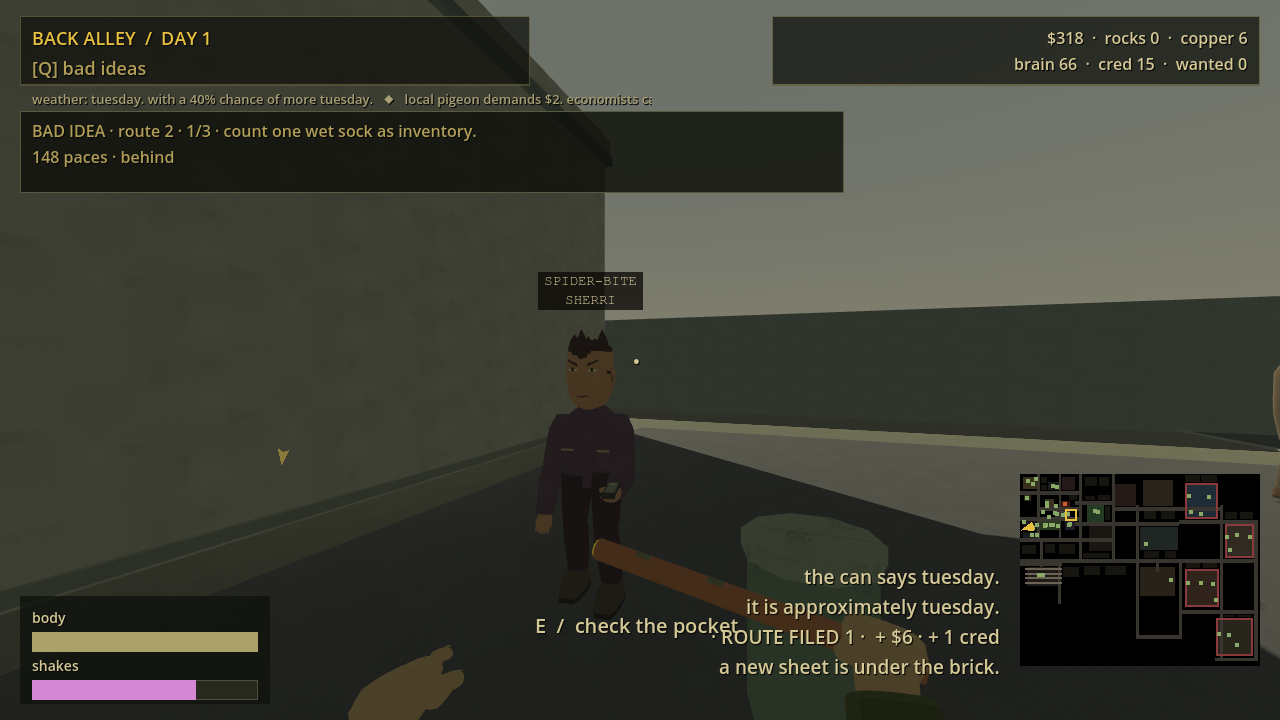 BACK ALLEY / DAY 1
[Q] bad ideas
$318 · rocks 0 · copper 6
brain 66 · cred 15 · wanted 0
weather: tuesday. with a 40% chance of more tuesday. ◆ local pigeon demands $2. economists
BAD IDEA · route 2 · 1/3 · count one wet sock as inventory.
148 paces · behind
SPIDER-BITE
SHERRI
the can says tuesday.
it is approximately tuesday.
E / check the pocket
· ROUTE FILED 1 · + $6 · + 1 cred
a new sheet is under the brick.
body
shakes